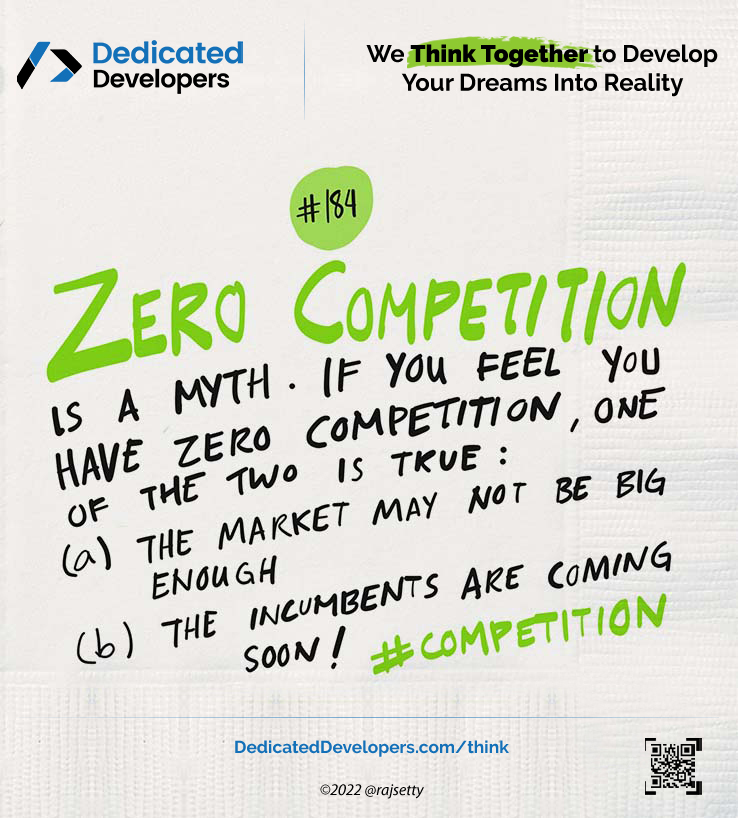 Dedicated
Developers
We Think Together to Develop
Your Dreams Into Reality
#184
ZERO COMPETITION
IS A MYTH. IF YOU FEEL YOU
HAVE ZERO COMPETITION, ONE
OF THE TWO IS TRUE:
(a) THE MARKET MAY NOT BE BIG
ENOUGH
(b) THE INCUMBENTS ARE COMING
SOON! #COMPETITION
DedicatedDevelopers.com/think
©2022 @rajsetty